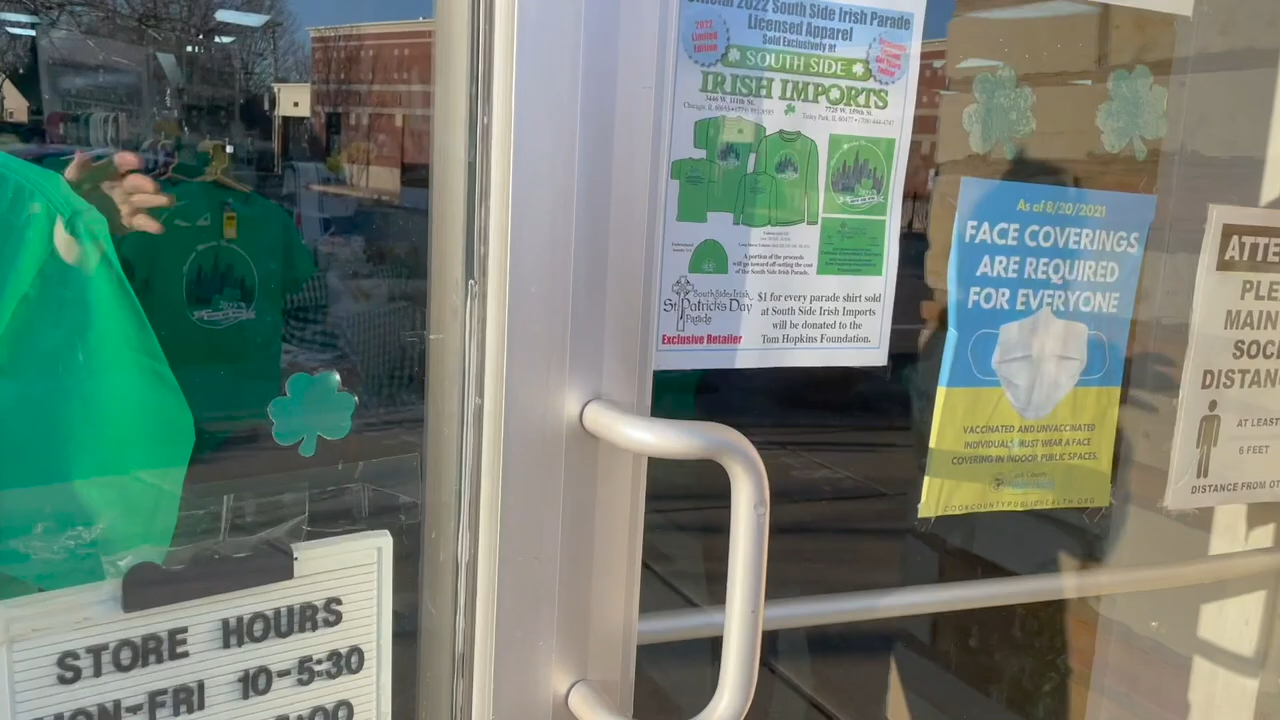 Official 2022 South Side Irish Parade
Licensed Apparel
Sold Exclusively at
2022
Limited
Edition
SOUTH SIDE
IRISH IMPORTS
3446 W. 111th St.
7725 W. 159th St.
Tinley Park, IL 60477 • (708) 444-4747
A portion of the proceeds
will go toward off-setting the cost
of the South Side Irish Parade.
South Side Irish
St. Patrick's Day
Parade
Exclusive Retailer
$1 for every parade shirt sold
at South Side Irish Imports
will be donated to the
Tom Hopkins Foundation.
As of 8/20/2021
FACE COVERINGS
ARE REQUIRED
FOR EVERYONE
VACCINATED AND UNVACCINATED
INDIVIDUALS MUST WEAR A FACE
COVERING IN INDOOR PUBLIC SPACES.
COOKCOUNTYPUBLICHEALTH.ORG
ATTE
PLE
MAIN
SOC
DISTAN
AT LEAST
6 FEET
DISTANCE FROM OT
STORE HOURS
MON-FRI 10-5:30